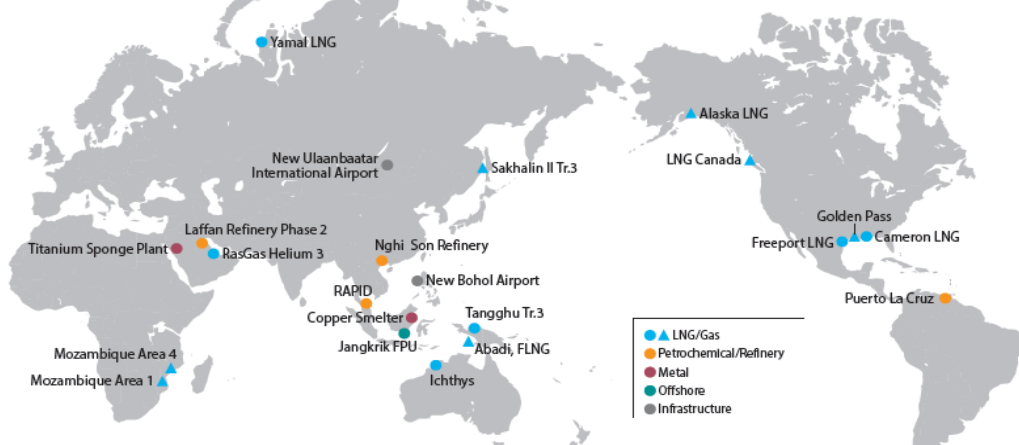 Yamal LNG
Alaska LNG
New Ulaanbaatar
International Airport
Sakhalin II Tr.3
LNG Canada
Golden Pass
Laffan Refinery Phase 2
Titanium Sponge Plant
RasGas Helium 3
Nghi Son Refinery
Freeport LNG
Cameron LNG
New Bohol Airport
RAPID
Puerto La Cruz
Copper Smelter
Tangghu Tr.3
Jangkrik FPU
Abadi, FLNG
Mozambique Area 4
Mozambique Area 1
Ichthys
LNG/Gas
Petrochemical/Refinery
Metal
Offshore
Infrastructure